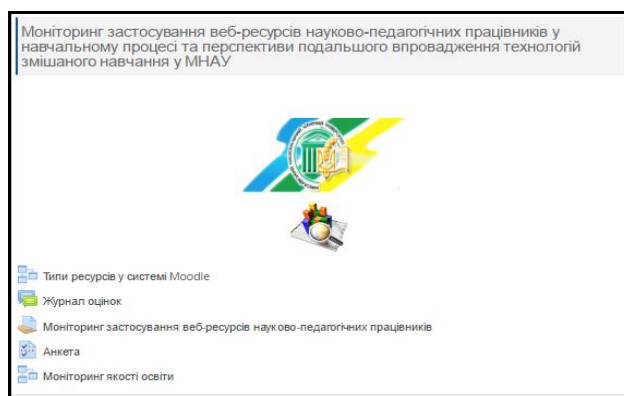 Моніторинг застосування веб-ресурсів науково-педагогічних працівників у
навчальному процесі та перспективи подальшого впровадження технологій
змішаного навчання у МНАУ
Типи ресурсів у системі Moodle
Журнал оцінок
Моніторинг застосування веб-ресурсів науково-педагогічних працівників
Анкета
Моніторинг якості освіти